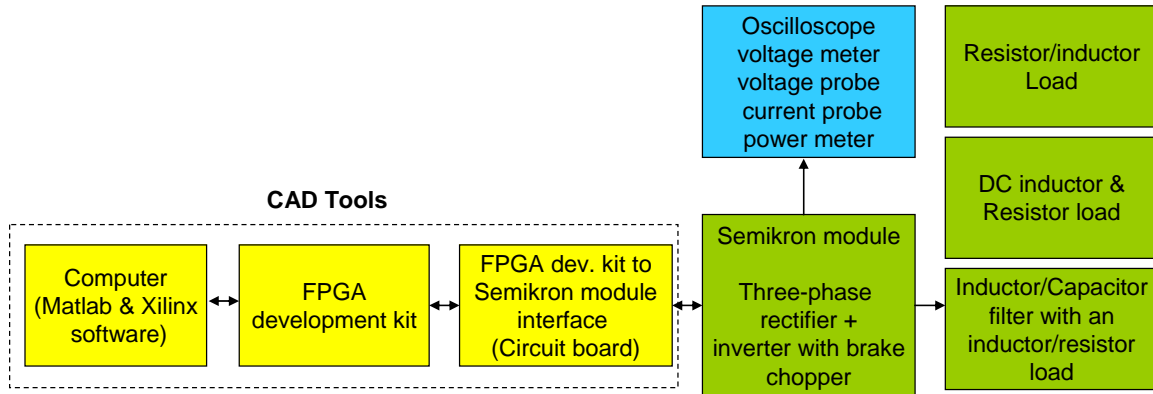 CAD Tools
Computer
(Matlab & Xilinx
software)
FPGA
development kit
FPGA dev. kit to
Semikron module
interface
(Circuit board)
Oscilloscope
voltage meter
voltage probe
current probe
power meter
Semikron module
Three-phase
rectifier +
inverter with brake
chopper
Resistor/inductor
Load
DC inductor &
Resistor load
Inductor/Capacitor
filter with an
inductor/resistor
load